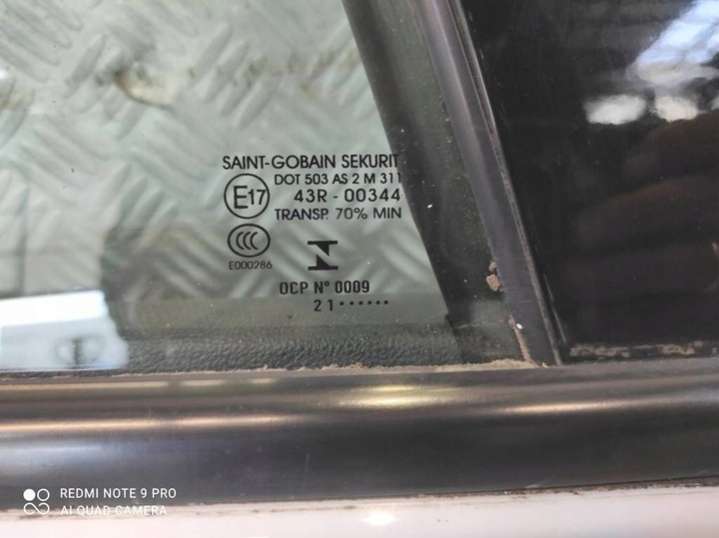 SAINT-GOBAIN SEKURIT
DOT 503 AS 2 M 311
E17
43R - 00344
TRANSP. 70% MIN
CCC
E000286
OCP N° 0009
21······
REDMI NOTE 9 PRO
AI QUAD CAMERA